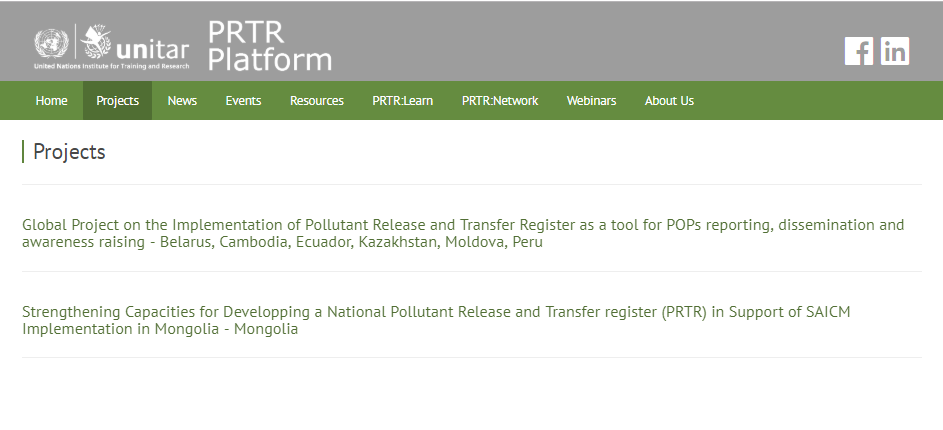 unitar
United Nations Institute for Training and Research
PRTR
Platform
Home Projects News Events Resources PRTR:Learn PRTR:Network Webinars About Us
Projects
Global Project on the Implementation of Pollutant Release and Transfer Register as a tool for POPs reporting, dissemination and
awareness raising - Belarus, Cambodia, Ecuador, Kazakhstan, Moldova, Peru
Strengthening Capacities for Developping a National Pollutant Release and Transfer register (PRTR) in Support of SAICM
Implementation in Mongolia - Mongolia